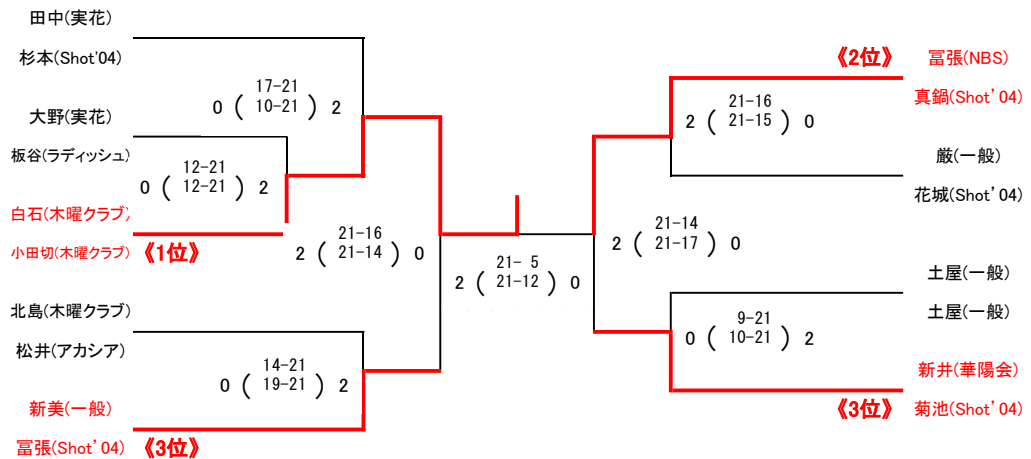 田中(実花)
杉本(Shot'04)
0 ( 17-21
10-21 ) 2
大野(実花)
板谷(ラディッシュ)
0 ( 12-21
12-21 ) 2
白石(木曜クラブ)
小田切(木曜クラブ) 《1位》
2 ( 21-16
21-14 ) 0
北島(木曜クラブ)
松井(アカシア)
0 ( 14-21
19-21 ) 2
新美(一般)
冨張(Shot'04) 《3位》
2 ( 21- 5
21-12 ) 0
《2位》 冨張(NBS)
真鍋(Shot'04)
2 ( 21-16
21-15 ) 0
厳(一般)
花城(Shot'04)
2 ( 21-14
21-17 ) 0
土屋(一般)
土屋(一般)
0 ( 9-21
10-21 ) 2
新井(華陽会)
《3位》 菊池(Shot'04)